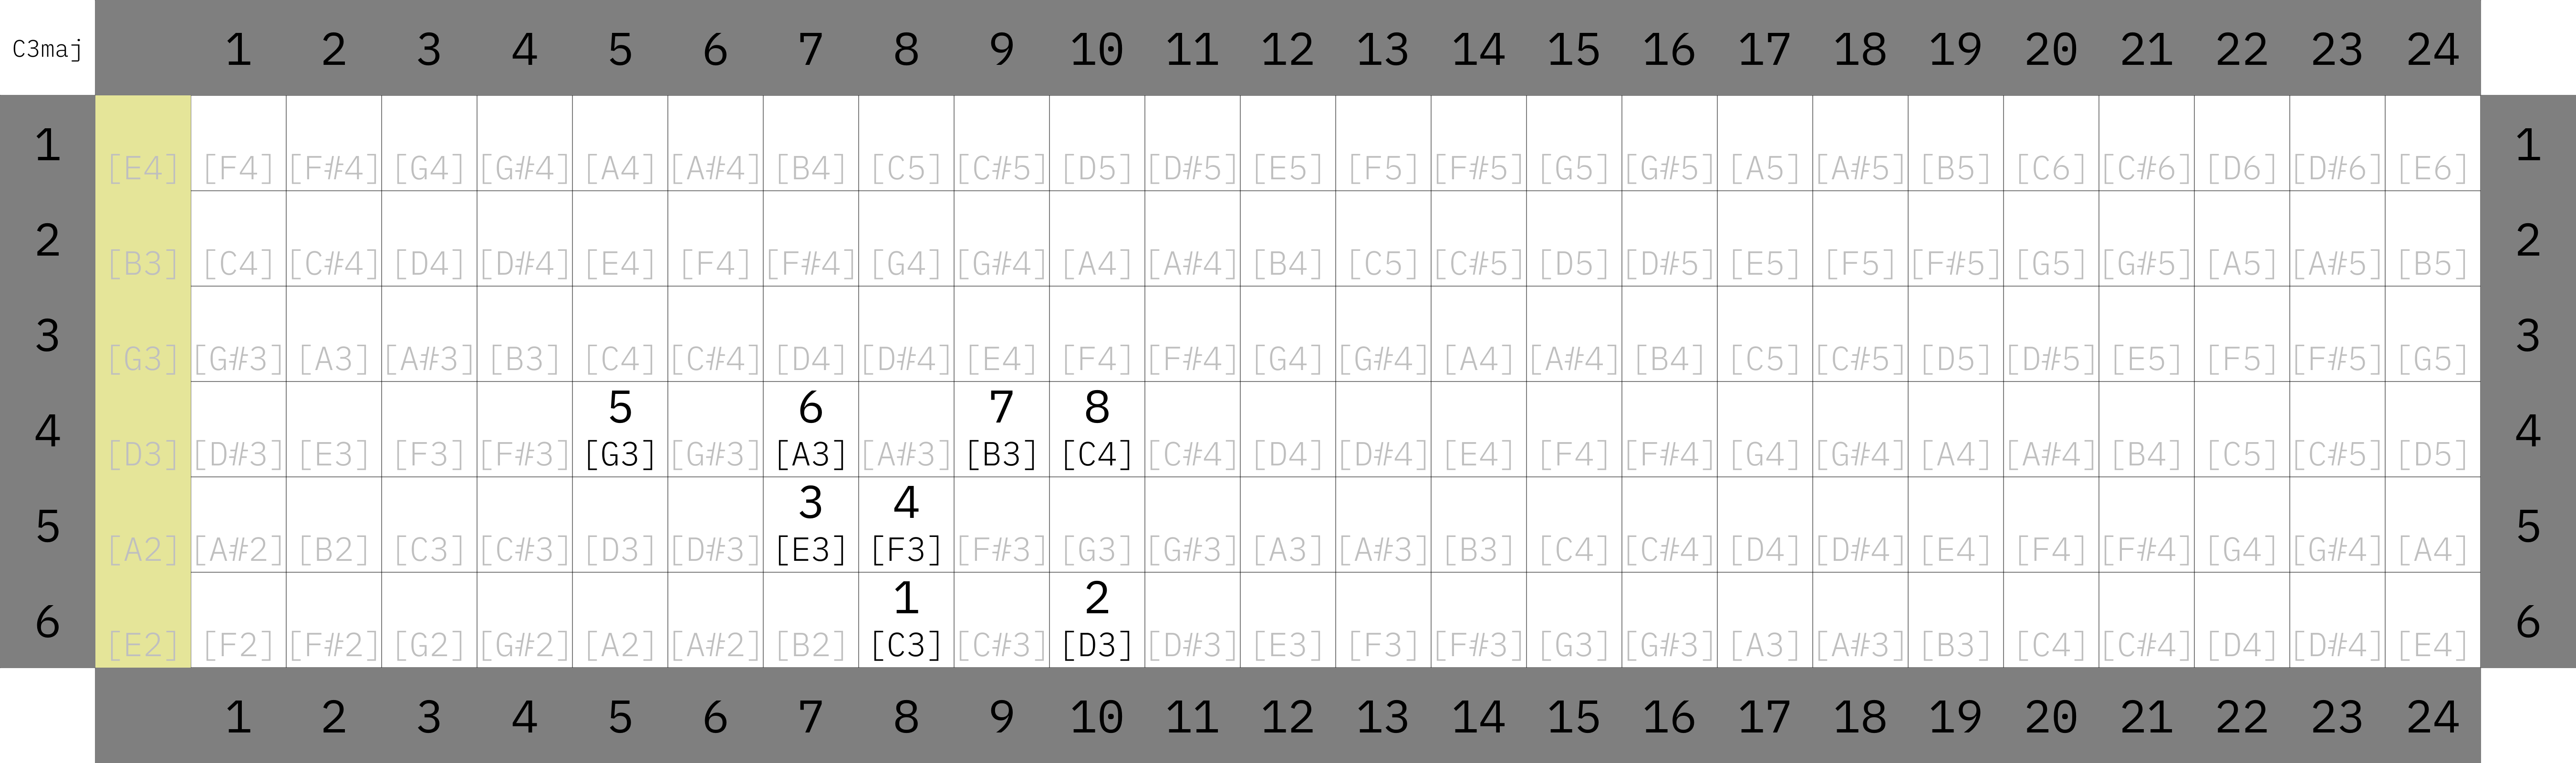 C3maj 1 2 3 4 5 6 7 8 9 10 11 12 13 14 15 16 17 18 19 20 21 22 23 24
1 [E4] [F4] [F#4] [G4] [G#4] [A4] [A#4] [B4] [C5] [C#5] [D5] [D#5] [E5] [F5] [F#5] [G5] [G#5] [A5] [A#5] [B5] [C6] [C#6] [D6] [D#6] [E6] 1
2 [B3] [C4] [C#4] [D4] [D#4] [E4] [F4] [F#4] [G4] [G#4] [A4] [A#4] [B4] [C5] [C#5] [D5] [D#5] [E5] [F5] [F#5] [G5] [G#5] [A5] [A#5] [B5] 2
3 [G3] [G#3] [A3] [A#3] [B3] [C4] [C#4] [D4] [D#4] [E4] [F4] [F#4] [G4] [G#4] [A4] [A#4] [B4] [C5] [C#5] [D5] [D#5] [E5] [F5] [F#5] [G5] 3
5 6 7 8
4 [D3] [D#3] [E3] [F3] [F#3] [G3] [G#3] [A3] [A#3] [B3] [C4] [C#4] [D4] [D#4] [E4] [F4] [F#4] [G4] [G#4] [A4] [A#4] [B4] [C5] [C#5] [D5] 4
3 4
5 [A2] [A#2] [B2] [C3] [C#3] [D3] [D#3] [E3] [F3] [F#3] [G3] [G#3] [A3] [A#3] [B3] [C4] [C#4] [D4] [D#4] [E4] [F4] [F#4] [G4] [G#4] [A4] 5
1 2
6 [E2] [F2] [F#2] [G2] [G#2] [A2] [A#2] [B2] [C3] [C#3] [D3] [D#3] [E3] [F3] [F#3] [G3] [G#3] [A3] [A#3] [B3] [C4] [C#4] [D4] [D#4] [E4] 6
1 2 3 4 5 6 7 8 9 10 11 12 13 14 15 16 17 18 19 20 21 22 23 24